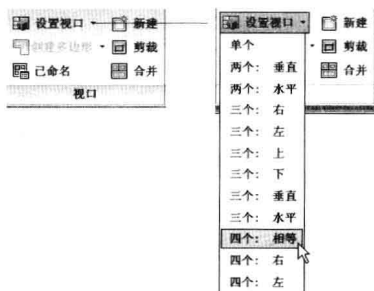 设置视口 新建
创建多边形 剪裁
已命名 合并
视口
设置视口 新建
单个 剪裁
两个: 垂直 合并
两个: 水平
三个: 右
三个: 左
三个: 上
三个: 下
三个: 垂直
三个: 水平
四个: 相等
四个: 右
四个: 左